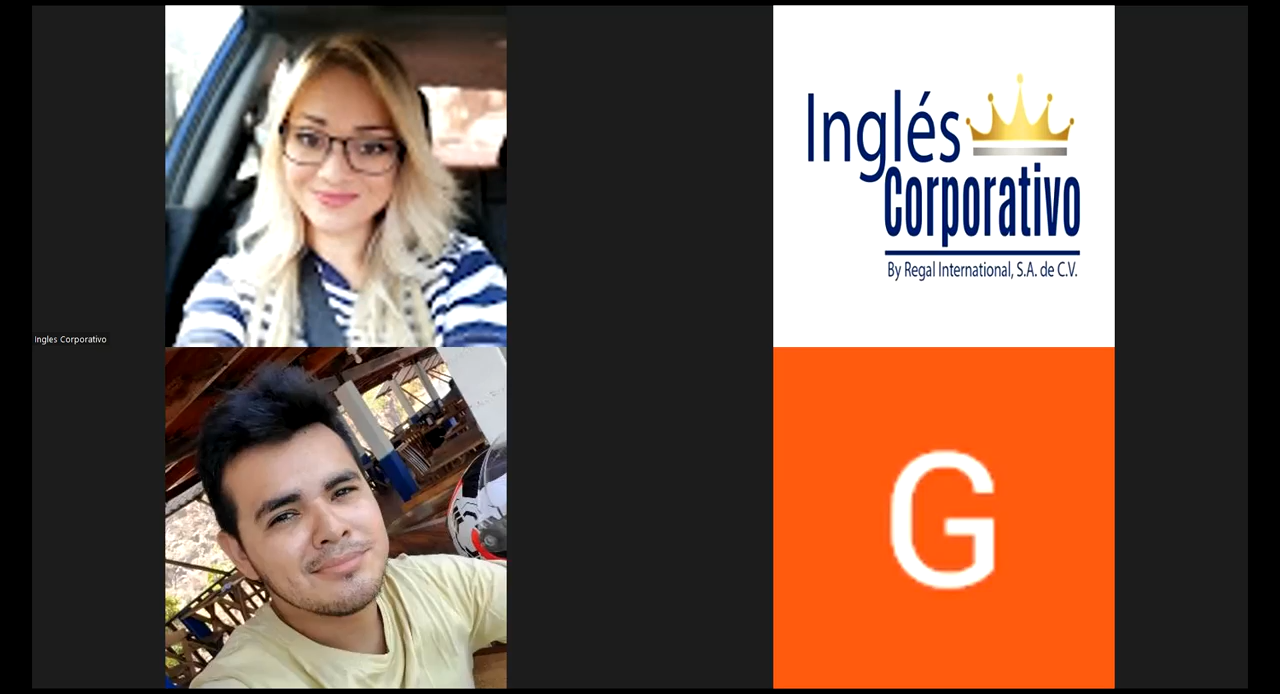 Inglés
Corporativo
By Regal International, S.A. de C.V.
Ingles Corporativo
G